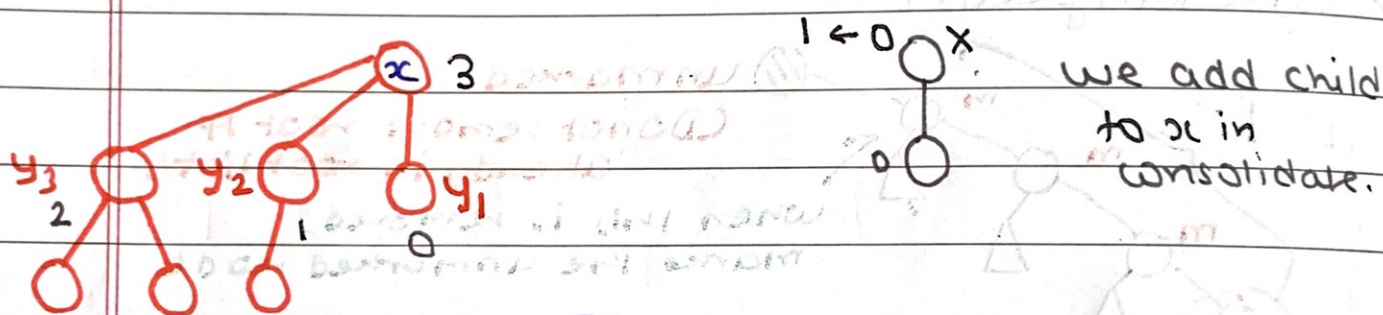 x 3
y3 2
y2 1
y1 0
1 ← 0 x
0
we add child
to x in
consolidate.